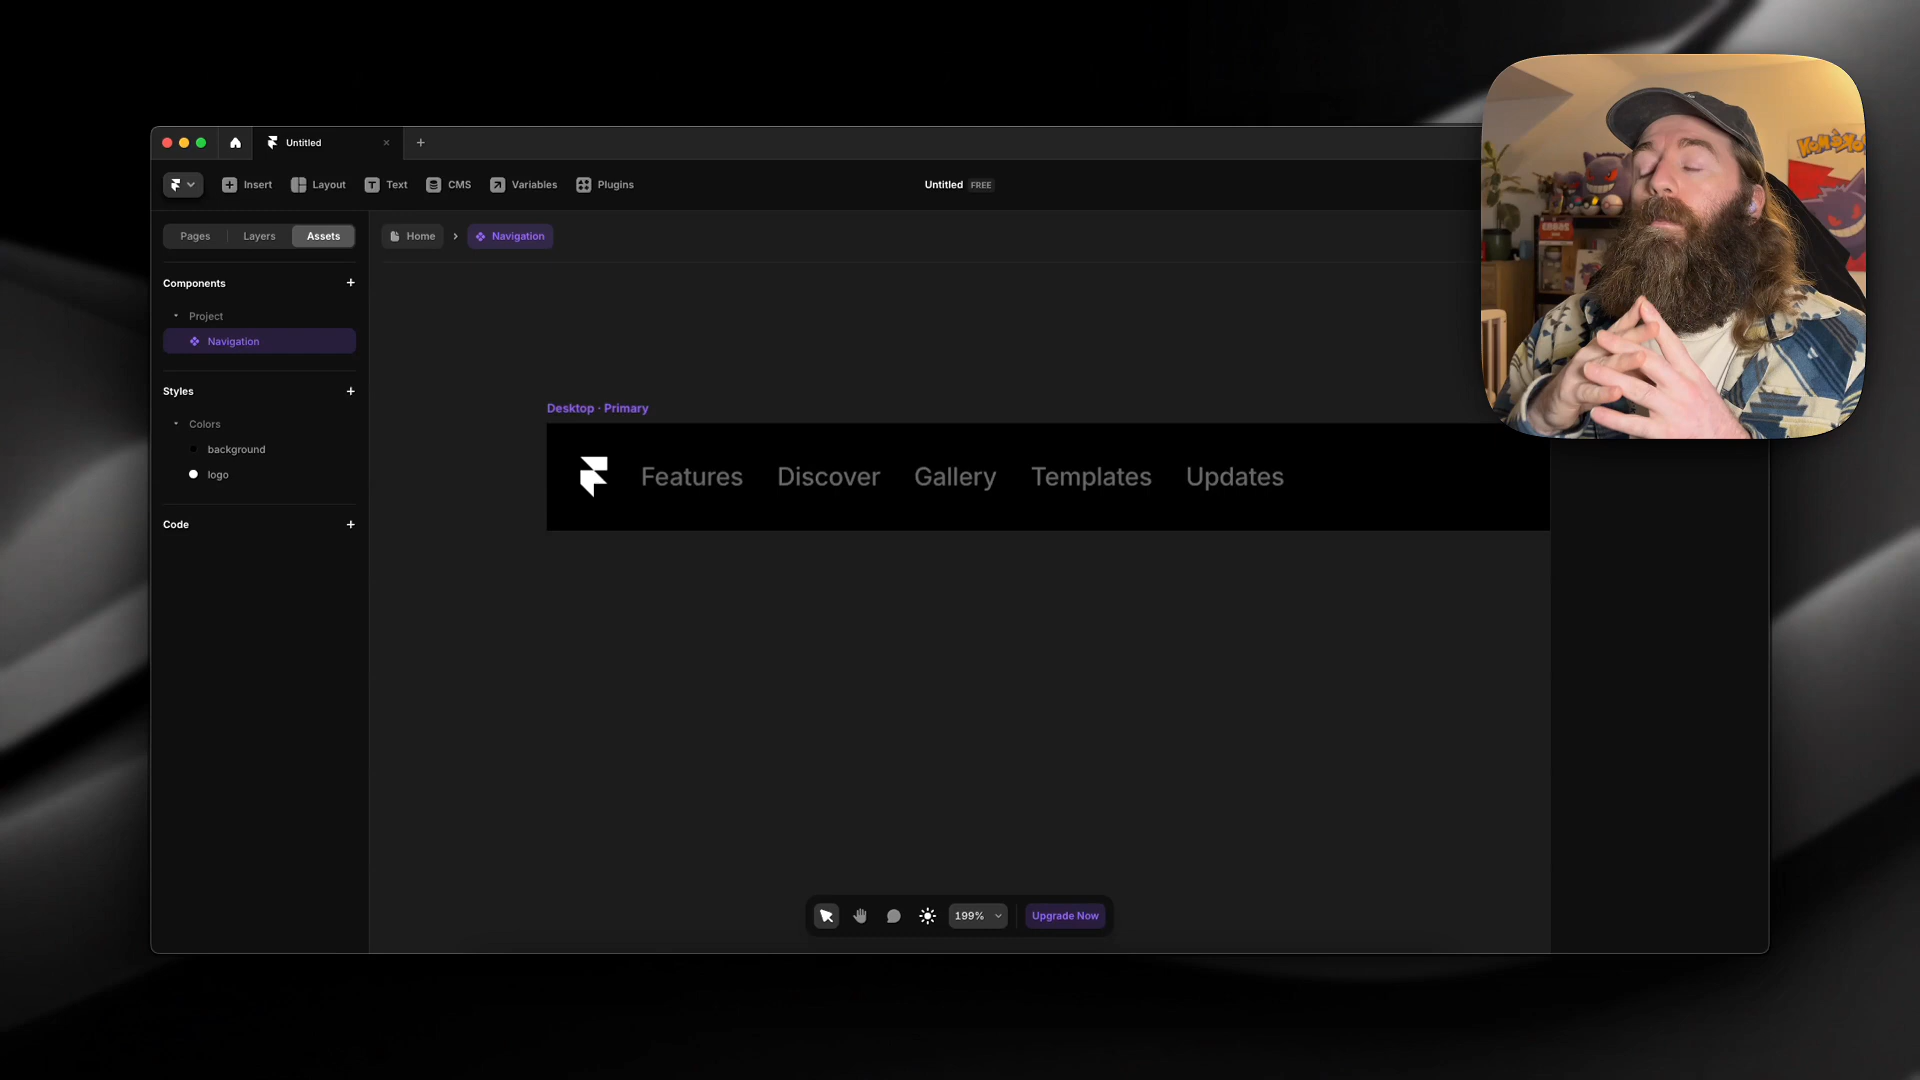 Untitled
Insert
Layout
Text
CMS
Variables
Plugins
Untitled FREE
Pages
Layers
Assets
Home
Navigation
Components
Project
Navigation
Styles
Colors
background
logo
Code
Desktop · Primary
Features
Discover
Gallery
Templates
Updates
199%
Upgrade Now